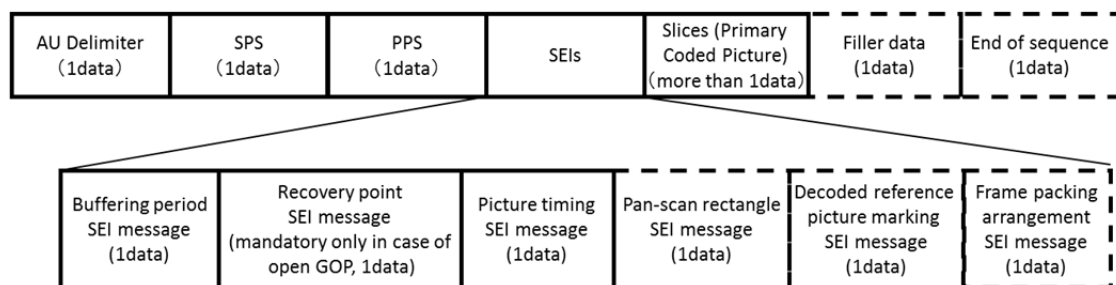 AU Delimiter
(1data）
SPS
(1data）
PPS
(1data）
SEIs
Slices (Primary
Coded Picture)
(more than 1data)
Filler data
(1data)
End of sequence
(1data)
Buffering period
SEI message
(1data)
Recovery point
SEI message
(mandatory only in case of
open GOP, 1data)
Picture timing
SEI message
(1data)
Pan-scan rectangle
SEI message
(1data)
Decoded reference
picture marking
SEI message
(1data)
Frame packing
arrangement
SEI message
(1data)